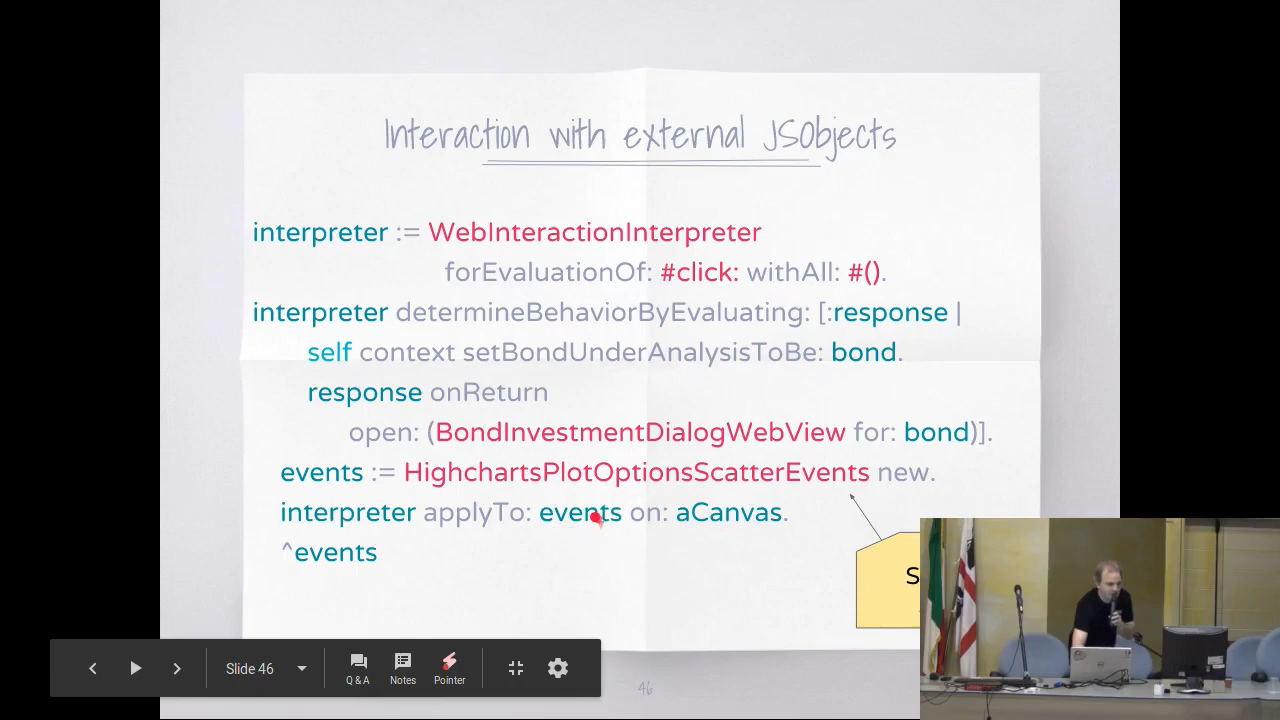 Interaction with external JSObjects
interpreter := WebInteractionInterpreter
forEvaluationOf: #click: withAll: #().
interpreter determineBehaviorByEvaluating: [:response |
self context setBondUnderAnalysisToBe: bond.
response onReturn
open: (BondInvestmentDialogWebView for: bond)].
events := HighchartsPlotOptionsScatterEvents new.
interpreter applyTo: events on: aCanvas.
^events
S
Slide 46
Q & A
Notes
Pointer
46